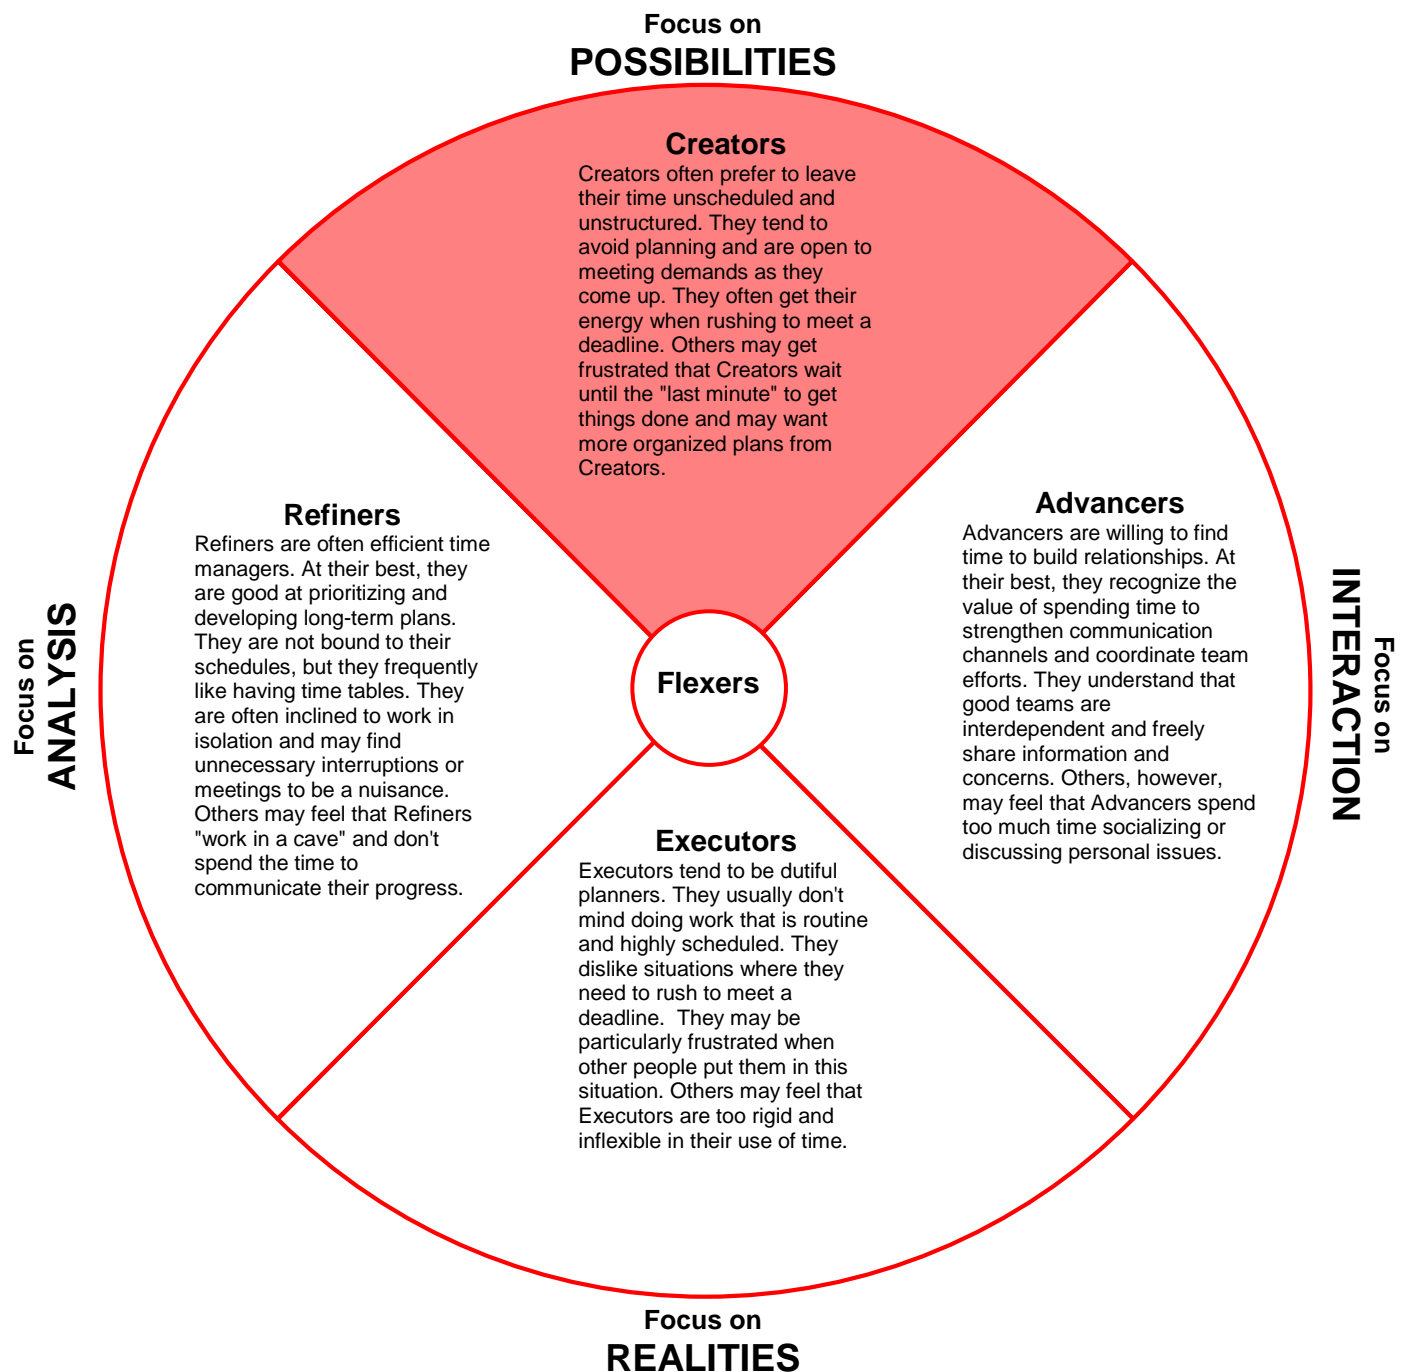 Focus on
POSSIBILITIES
Creators
Creators often prefer to leave
their time unscheduled and
unstructured. They tend to
avoid planning and are open to
meeting demands as they
come up. They often get their
energy when rushing to meet a
deadline. Others may get
frustrated that Creators wait
until the "last minute" to get
things done and may want
more organized plans from
Creators.
Focus on
ANALYSIS
Refiners
Refiners are often efficient time
managers. At their best, they
are good at prioritizing and
developing long-term plans.
They are not bound to their
schedules, but they frequently
like having time tables. They
are often inclined to work in
isolation and may find
unnecessary interruptions or
meetings to be a nuisance.
Others may feel that Refiners
"work in a cave" and don't
spend the time to
communicate their progress.
Flexers
Advancers
Advancers are willing to find
time to build relationships. At
their best, they recognize the
value of spending time to
strengthen communication
channels and coordinate team
efforts. They understand that
good teams are
interdependent and freely
share information and
concerns. Others, however,
may feel that Advancers spend
too much time socializing or
discussing personal issues.
Focus on
INTERACTION
Executors
Executors tend to be dutiful
planners. They usually don't
mind doing work that is routine
and highly scheduled. They
dislike situations where they
need to rush to meet a
deadline.  They may be
particularly frustrated when
other people put them in this
situation. Others may feel that
Executors are too rigid and
inflexible in their use of time.
Focus on
REALITIES